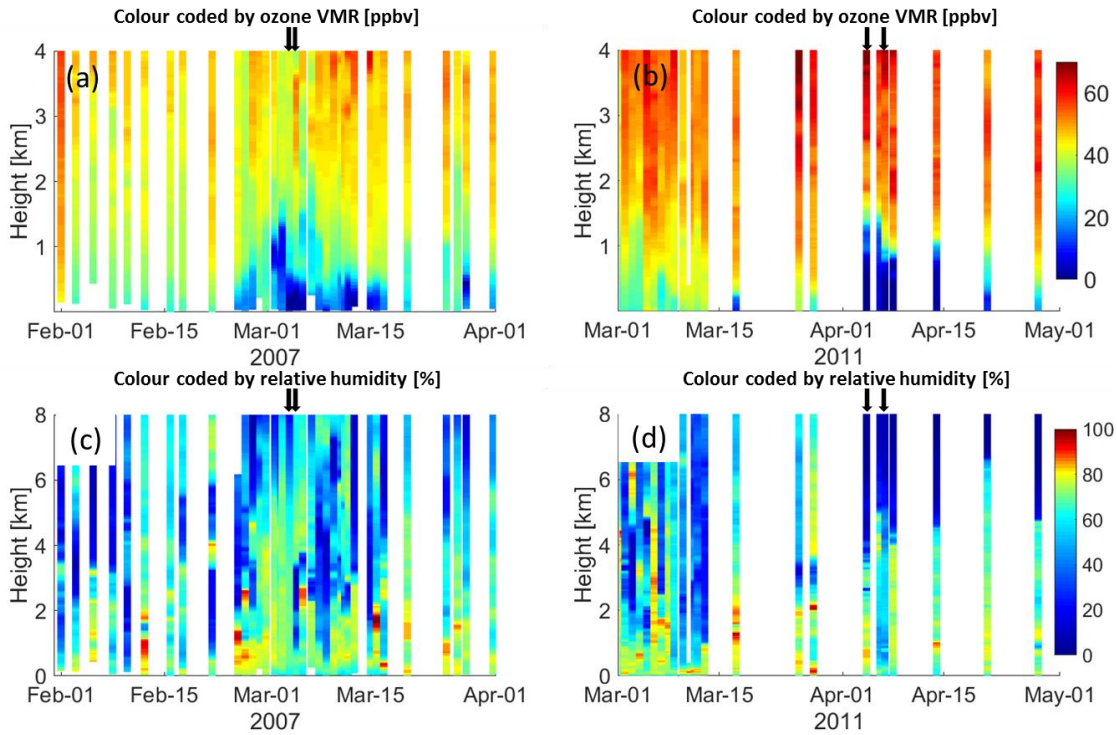 Colour coded by ozone VMR [ppbv]
(a)
Height [km]
4
3
2
1
Feb-01 Feb-15 Mar-01 Mar-15 Apr-01
2007
Colour coded by ozone VMR [ppbv]
(b)
Height [km]
4
3
2
1
Mar-01 Mar-15 Apr-01 Apr-15 May-01
2011
60
40
20
0
Colour coded by relative humidity [%]
(c)
Height [km]
8
6
4
2
0
Feb-01 Feb-15 Mar-01 Mar-15 Apr-01
2007
Colour coded by relative humidity [%]
(d)
Height [km]
8
6
4
2
0
Mar-01 Mar-15 Apr-01 Apr-15 May-01
2011
100
80
60
40
20
0